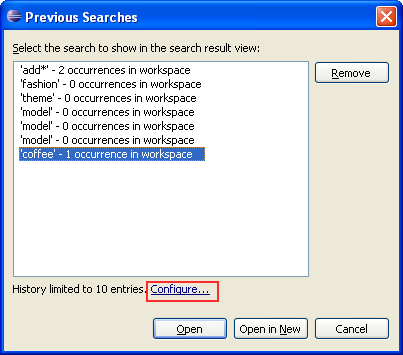 Previous Searches
Select the search to show in the search result view:
'add*' - 2 occurrences in workspace
'fashion' - 0 occurrences in workspace
'theme' - 0 occurrences in workspace
'model' - 0 occurrences in workspace
'model' - 0 occurrences in workspace
'model' - 0 occurrences in workspace
'coffee' - 1 occurrence in workspace
Remove
History limited to 10 entries. Configure...
Open
Open in New
Cancel